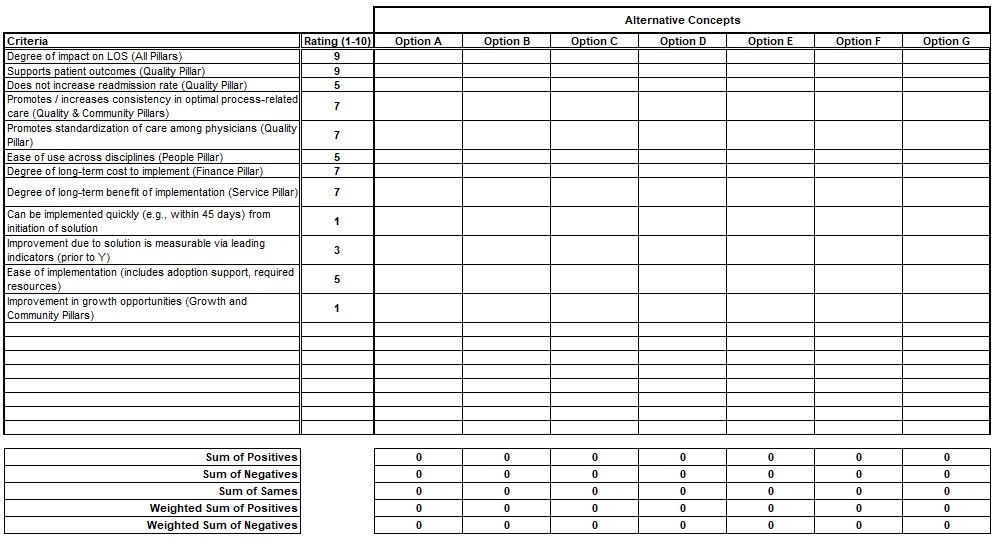 Alternative Concepts
Criteria Rating (1-10) Option A Option B Option C Option D Option E Option F Option G
Degree of impact on LOS (All Pillars) 9
Supports patient outcomes (Quality Pillar) 9
Does not increase readmission rate (Quality Pillar) 5
Promotes / increases consistency in optimal process-related
care (Quality & Community Pillars) 7
Promotes standardization of care among physicians (Quality
Pillar) 7
Ease of use across disciplines (People Pillar) 5
Degree of long-term cost to implement (Finance Pillar) 7
Degree of long-term benefit of implementation (Service Pillar) 7
Can be implemented quickly (e.g., within 45 days) from
initiation of solution 1
Improvement due to solution is measurable via leading
indicators (prior to Y) 3
Ease of implementation (includes adoption support, required
resources) 5
Improvement in growth opportunities (Growth and
Community Pillars) 1
Sum of Positives 0 0 0 0 0 0 0
Sum of Negatives 0 0 0 0 0 0 0
Sum of Sames 0 0 0 0 0 0 0
Weighted Sum of Positives 0 0 0 0 0 0 0
Weighted Sum of Negatives 0 0 0 0 0 0 0